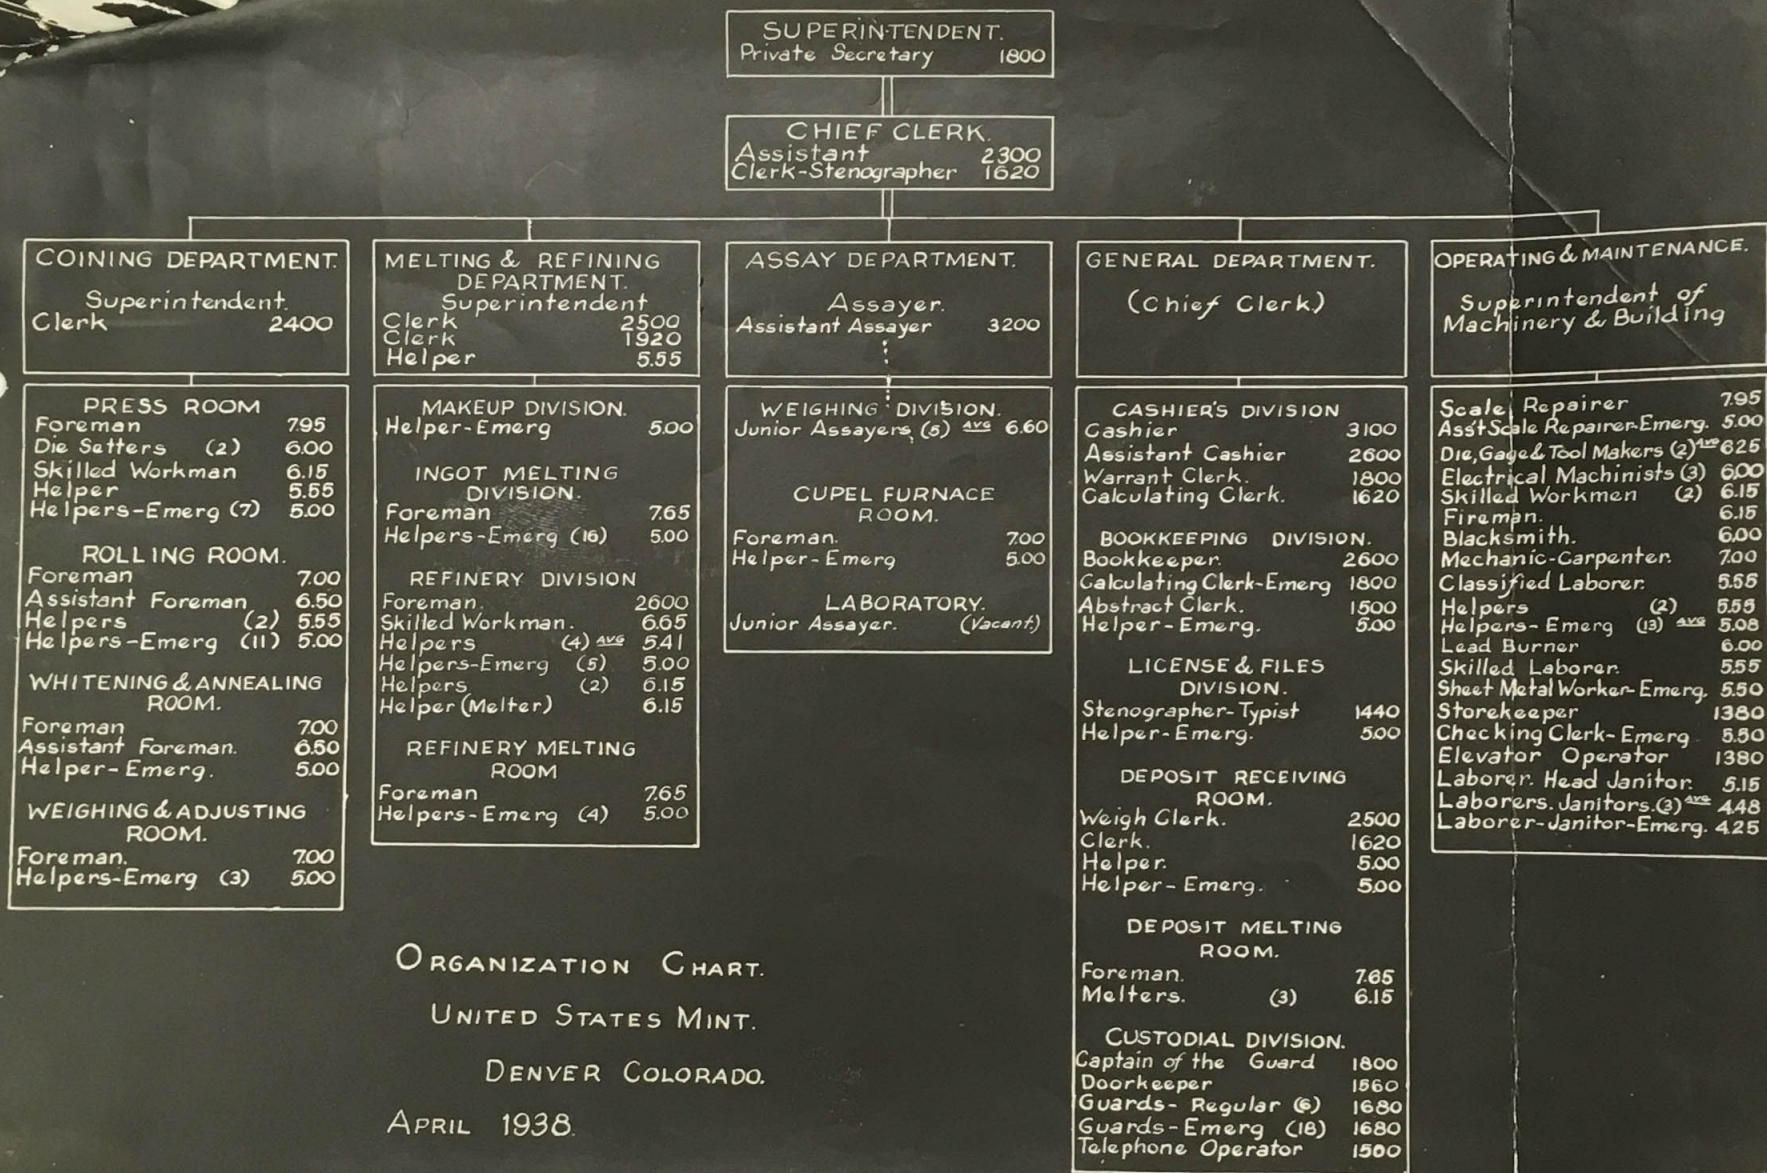 SUPERINTENDENT.
Private Secretary 1800
CHIEF CLERK.
Assistant 2300
Clerk-Stenographer 1620
COINING DEPARTMENT.
Superintendent.
Clerk 2400
PRESS ROOM
Foreman 7.95
Die Setters (2) 6.00
Skilled Workman 6.15
Helper 5.55
Helpers-Emerg (7) 5.00
ROLLING ROOM.
Foreman 7.00
Assistant Foreman 6.50
Helpers (2) 5.55
Helpers-Emerg (11) 5.00
WHITENING & ANNEALING
ROOM.
Foreman 7.00
Assistant Foreman. 6.50
Helper-Emerg. 5.00
WEIGHING & ADJUSTING
ROOM.
Foreman. 7.00
Helpers-Emerg (3) 5.00
MELTING & REFINING
DEPARTMENT.
Superintendent
Clerk 2500
Clerk 1920
Helper 5.55
MAKEUP DIVISION.
Helper-Emerg 5.00
INGOT MELTING
DIVISION.
Foreman 7.65
Helpers-Emerg (16) 5.00
REFINERY DIVISION
Foreman. 2600
Skilled Workman. 6.65
Helpers (4) AVG 5.41
Helpers-Emerg (5) 5.00
Helpers (2) 6.15
Helper (Melter) 6.15
REFINERY MELTING
ROOM
Foreman 7.65
Helpers-Emerg (4) 5.00
ASSAY DEPARTMENT.
Assayer.
Assistant Assayer 3200
WEIGHING DIVISION.
Junior Assayers, (5) AVG 6.60
CUPEL FURNACE
ROOM.
Foreman. 7.00
Helper-Emerg 5.00
LABORATORY.
Junior Assayer. (Vacant)
GENERAL DEPARTMENT.
(Chief Clerk)
CASHIER'S DIVISION
Cashier 3100
Assistant Cashier 2600
Warrant Clerk. 1800
Calculating Clerk. 1620
BOOKKEEPING DIVISION.
Bookkeeper. 2600
Calculating Clerk-Emerg 1800
Abstract Clerk. 1500
Helper-Emerg. 5.00
LICENSE & FILES
DIVISION.
Stenographer-Typist 1440
Helper-Emerg. 5.00
DEPOSIT RECEIVING
ROOM.
Weigh Clerk. 2500
Clerk. 1620
Helper. 5.00
Helper-Emerg. 5.00
DEPOSIT MELTING
ROOM.
Foreman. 7.65
Melters. (3) 6.15
CUSTODIAL DIVISION.
Captain of the Guard 1800
Doorkeeper 1560
Guards-Regular (6) 1680
Guards-Emerg (18) 1680
Telephone Operator 1500
OPERATING & MAINTENANCE.
Superintendent of
Machinery & Building
Scale Repairer 7.95
Ass't Scale Repairer-Emerg. 5.00
Die, Gage & Tool Makers (2) Avg 6.25
Electrical Machinists (3) 6.00
Skilled Workmen (2) 6.15
Fireman. 6.15
Blacksmith. 6.00
Mechanic-Carpenter. 7.00
Classified Laborer. 5.55
Helpers (2) 5.55
Helpers-Emerg (13) AVG 5.08
Lead Burner 6.00
Skilled Laborer. 5.55
Sheet Metal Worker-Emerg. 5.50
Storekeeper 1380
Checking Clerk-Emerg 5.50
Elevator Operator 1380
Laborer. Head Janitor. 5.15
Laborers. Janitors. (3) AVG 4.48
Laborer-Janitor-Emerg. 4.25
ORGANIZATION CHART.
UNITED STATES MINT.
DENVER COLORADO.
APRIL 1938.